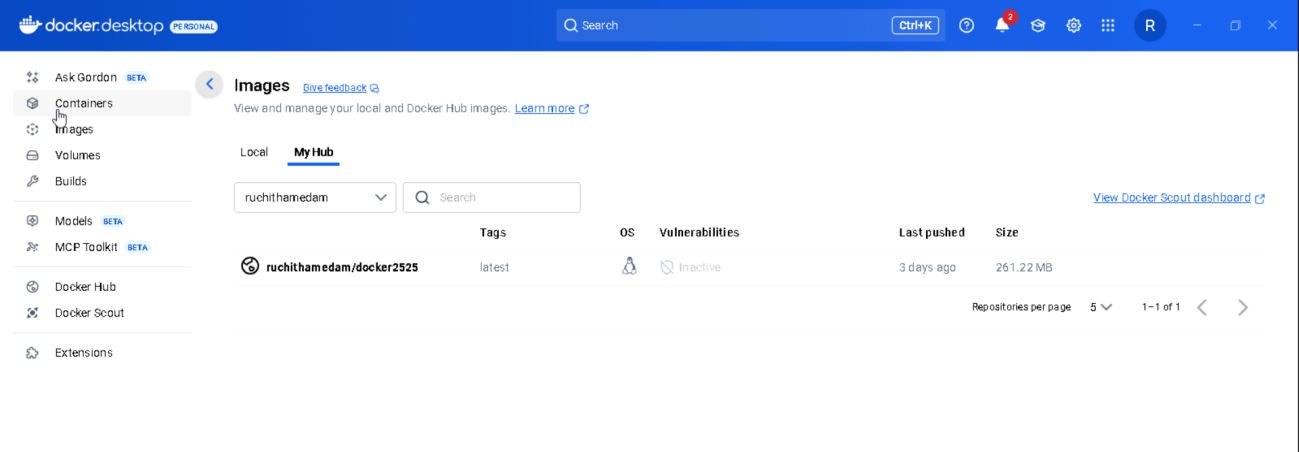 docker.desktop PERSONAL Search Ctrl+K 2 R
Ask Gordon BETA
Containers
Images
Volumes
Builds
Models BETA
MCP Toolkit BETA
Docker Hub
Docker Scout
Extensions
Images Give feedback
View and manage your local and Docker Hub images. Learn more
Local My Hub
ruchithamedam Search View Docker Scout dashboard
Tags OS Vulnerabilities Last pushed Size
ruchithamedam/docker2525 latest Inactive 3 days ago 261.22 MB
Repositories per page 5 1–1 of 1